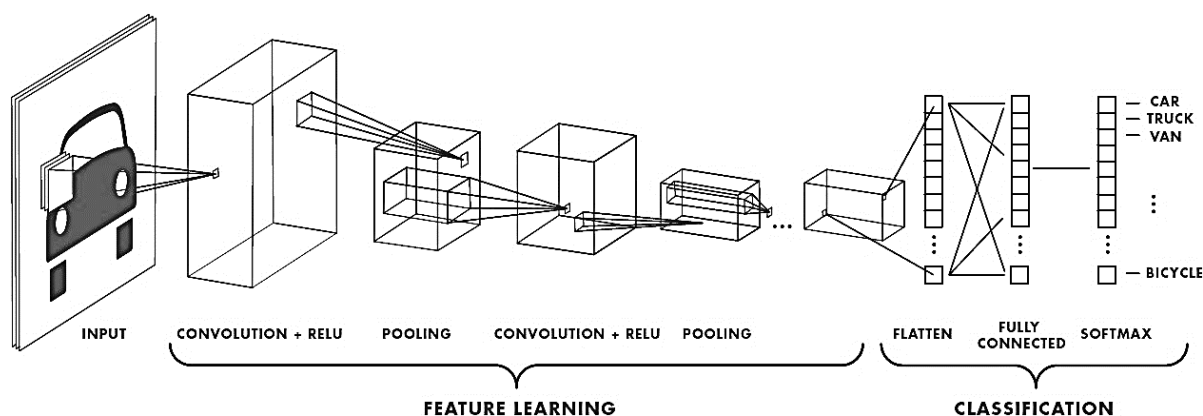 CAR
TRUCK
VAN
BICYCLE
INPUT
CONVOLUTION + RELU
POOLING
CONVOLUTION + RELU
POOLING
FLATTEN
FULLY
CONNECTED
SOFTMAX
FEATURE LEARNING
CLASSIFICATION